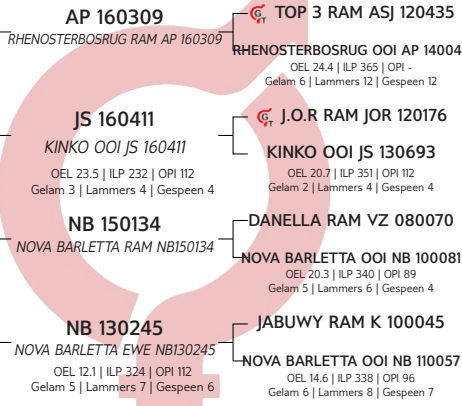 AP 160309
RHENOSTERBOSRUG RAM AP 160309
JS 160411
KINKO OOI JS 160411
OEL 23.5 | ILP 232 | OPI 112
Gelam 3 | Lammers 4 | Gespeen 4
NB 150134
NOVA BARLETTA RAM NB150134
NB 130245
NOVA BARLETTA EWE NB130245
OEL 12.1 | ILP 324 | OPI 112
Gelam 5 | Lammers 7 | Gespeen 6
GT TOP 3 RAM ASJ 120435
RHENOSTERBOSRUG OOI AP 14004
OEL 24.4 | ILP 365 | OPI -
Gelam 6 | Lammers 12 | Gespeen 12
GT J.O.R RAM JOR 120176
KINKO OOI JS 130693
OEL 20.7 | ILP 351 | OPI 112
Gelam 2 | Lammers 4 | Gespeen 4
DANELLA RAM VZ 080070
NOVA BARLETTA OOI NB 100081
OEL 20.3 | ILP 340 | OPI 89
Gelam 5 | Lammers 6 | Gespeen 4
JABUWY RAM K 100045
NOVA BARLETTA OOI NB 110057
OEL 14.6 | ILP 338 | OPI 96
Gelam 6 | Lammers 8 | Gespeen 7